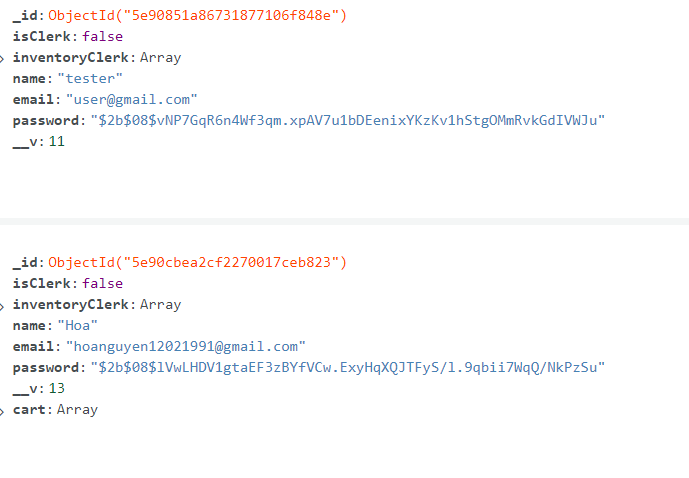 _id: ObjectId("5e90851a86731877106f848e")
isClerk: false
inventoryClerk: Array
name: "tester"
email: "user@gmail.com"
password: "$2b$08$vNP7GqR6n4Wf3qm.xpAV7u1bDEenixYKzKv1hStgOMmRvkGdIVWJu"
__v: 11
_id: ObjectId("5e90cbea2cf2270017ceb823")
isClerk: false
inventoryClerk: Array
name: "Hoa"
email: "hoanguyen12021991@gmail.com"
password: "$2b$08$lVwLHDV1gtaEF3zBYfVCw.ExyHqXQJTFyS/l.9qbii7WqQ/NkPzSu"
__v: 13
cart: Array